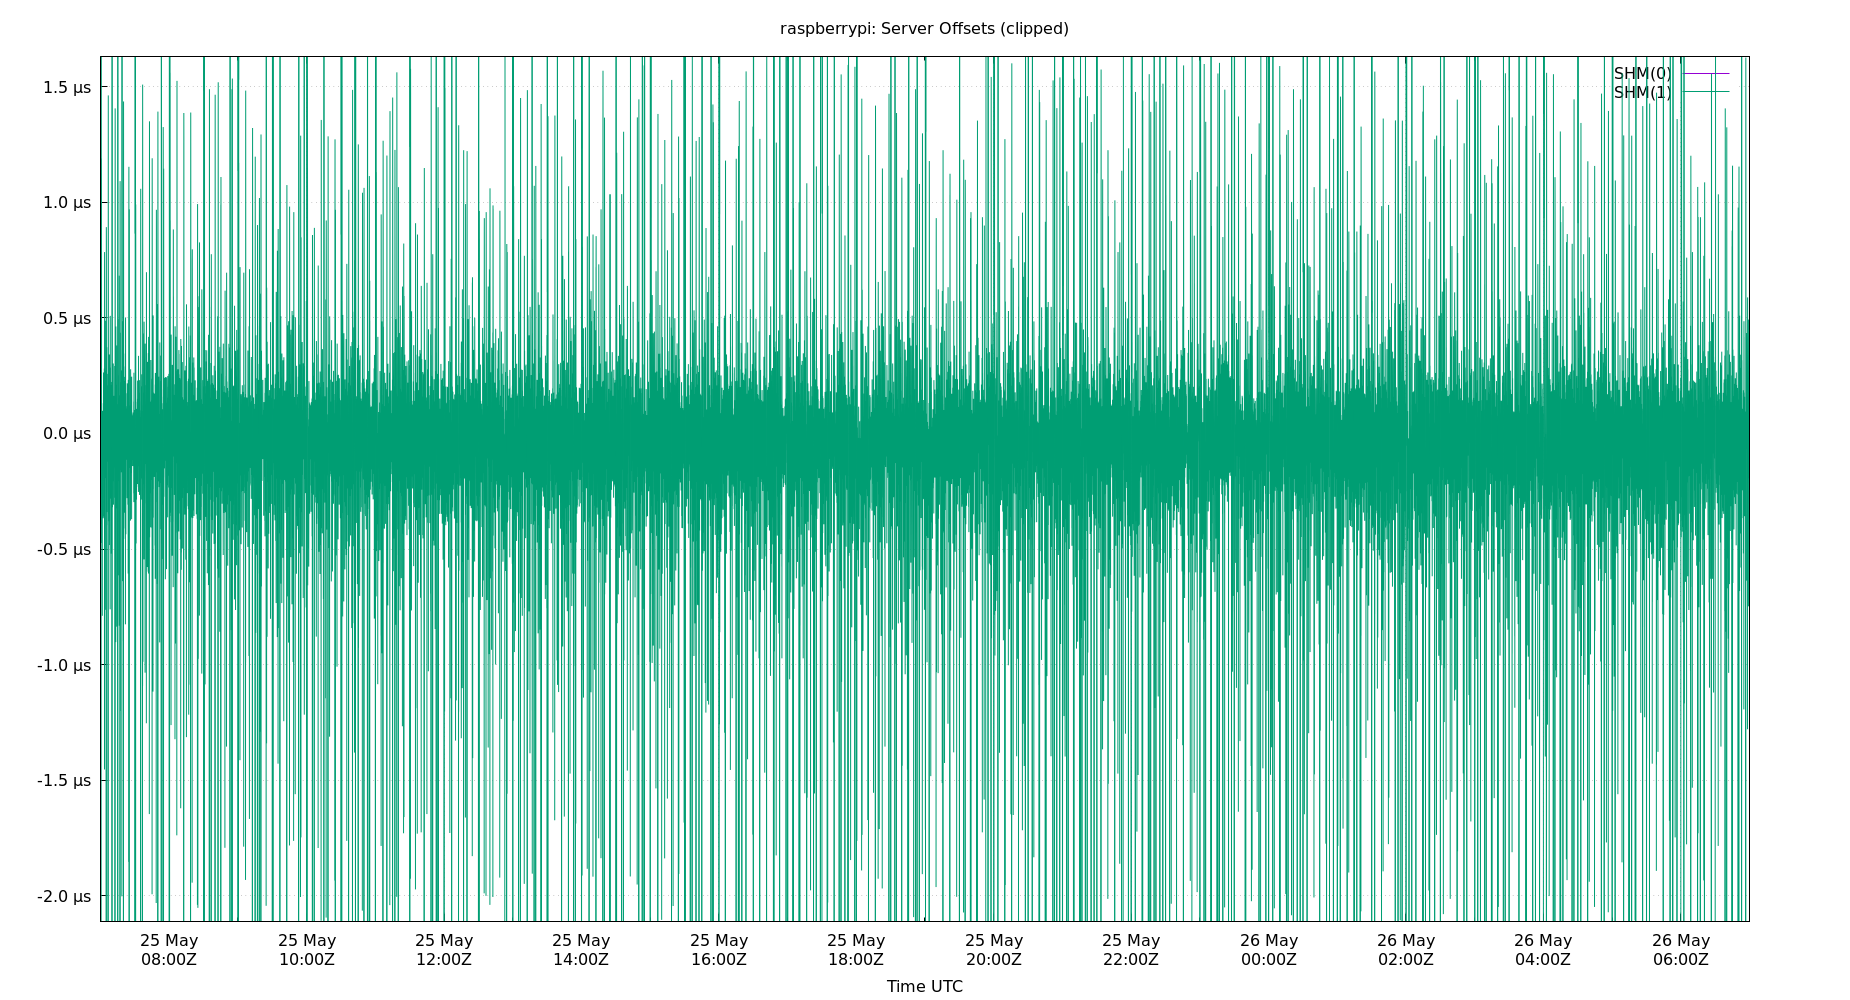 raspberrypi: Server Offsets (clipped)
SHM(0)
SHM(1)
1.5 µs
1.0 µs
0.5 µs
0.0 µs
-0.5 µs
-1.0 µs
-1.5 µs
-2.0 µs
25 May 25 May 25 May 25 May 25 May 25 May 25 May 25 May 26 May 26 May 26 May 26 May
08:00Z 10:00Z 12:00Z 14:00Z 16:00Z 18:00Z 20:00Z 22:00Z 00:00Z 02:00Z 04:00Z 06:00Z
Time UTC